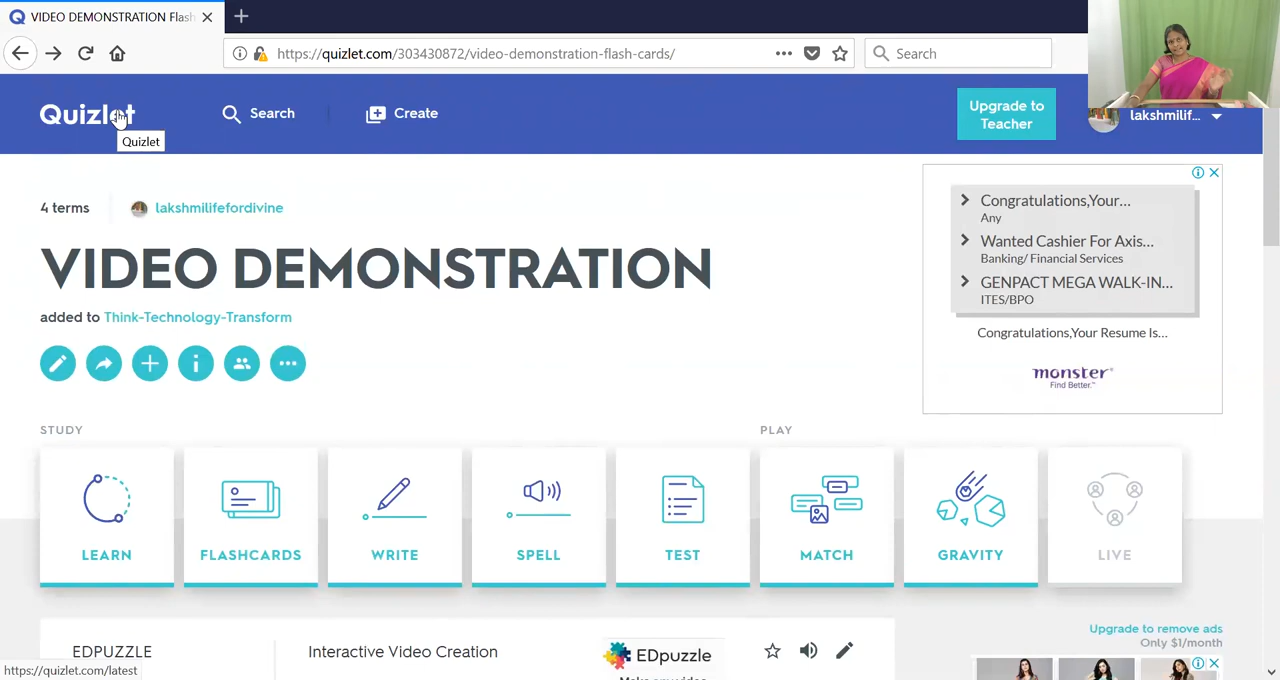 VIDEO DEMONSTRATION Flash
https://quizlet.com/303430872/video-demonstration-flash-cards/
Search
Quizlet
Search
Create
Upgrade to
Teacher
lakshmilif...
Quizlet
4 terms
lakshmilifefordivine
VIDEO DEMONSTRATION
added to Think-Technology-Transform
Congratulations,Your...
Any
Wanted Cashier For Axis...
Banking/ Financial Services
GENPACT MEGA WALK-IN...
ITES/BPO
Congratulations,Your Resume Is...
monster
Find Better.™
STUDY
PLAY
LEARN
FLASHCARDS
WRITE
SPELL
TEST
MATCH
GRAVITY
LIVE
EDPUZZLE
Interactive Video Creation
EDpuzzle
Upgrade to remove ads
Only $1/month
https://quizlet.com/latest